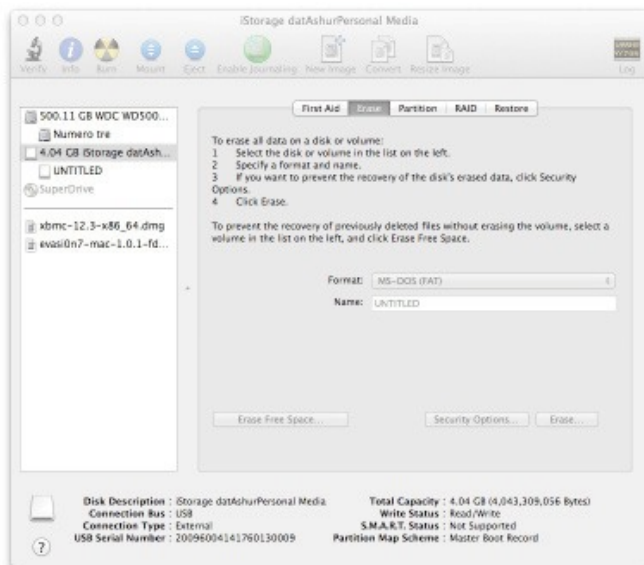 iStorage datAshurPersonal Media
Verify Info Burn Mount Eject Enable Journaling New Image Convert Resize Image Log
First Aid Erase Partition RAID Restore
500.11 GB WDC WD500...
Numero tre
4.04 GB iStorage datAsh...
UNTITLED
SuperDrive
xbmc-12.3-x86_64.dmg
evasi0n7-mac-1.0.1-fd...
To erase all data on a disk or volume:
1 Select the disk or volume in the list on the left.
2 Specify a format and name.
3 If you want to prevent the recovery of the disk's erased data, click Security
Options.
4 Click Erase.
To prevent the recovery of previously deleted files without erasing the volume, select a
volume in the list on the left, and click Erase Free Space.
Format: MS-DOS (FAT)
Name: UNTITLED
Erase Free Space... Security Options... Erase...
Disk Description : iStorage datAshurPersonal Media Total Capacity : 4.04 GB (4,043,309,056 Bytes)
Connection Bus : USB Write Status : Read/Write
Connection Type : External S.M.A.R.T. Status : Not Supported
USB Serial Number : 20096004141760130009 Partition Map Scheme : Master Boot Record
?